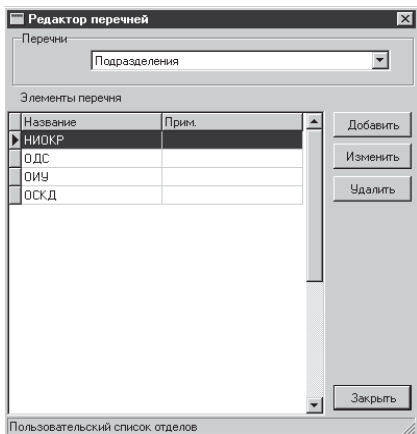 Редактор перечней
Перечни
Подразделения
Элементы перечня
Название Прим.
НИОКР
ОДС
ОИУ
ОСКД
Добавить
Изменить
Удалить
Закрыть
Пользовательский список отделов